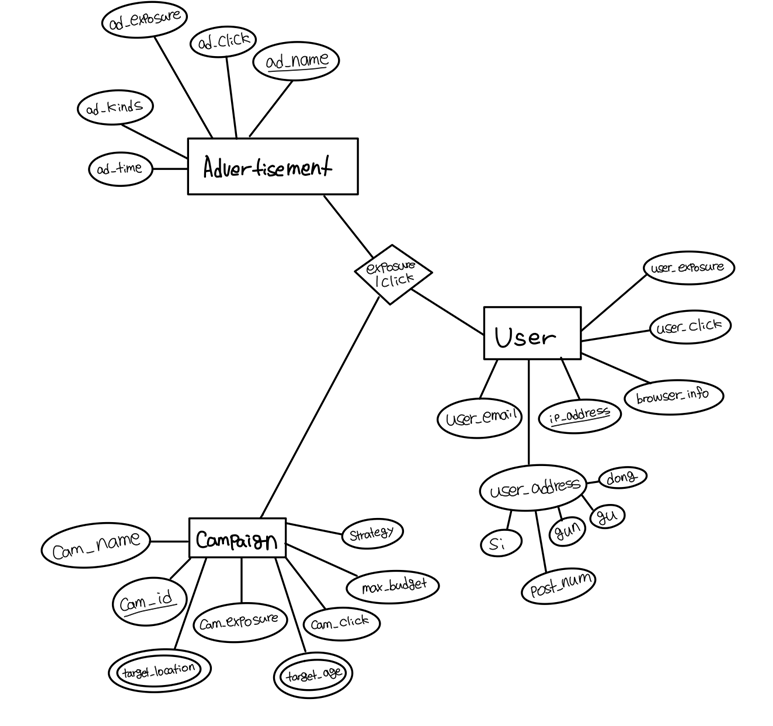 ad_exposure
ad_click
ad_name
ad_kinds
ad_time
Advertisement
exposure
/click
user_exposure
user_click
User
browser_info
user_email
ip_address
user_address
dong
gu
gun
Si
post_num
Strategy
Cam_name
Campaign
max_budget
Cam_id
Cam_exposure
Cam_click
target_location
target_age